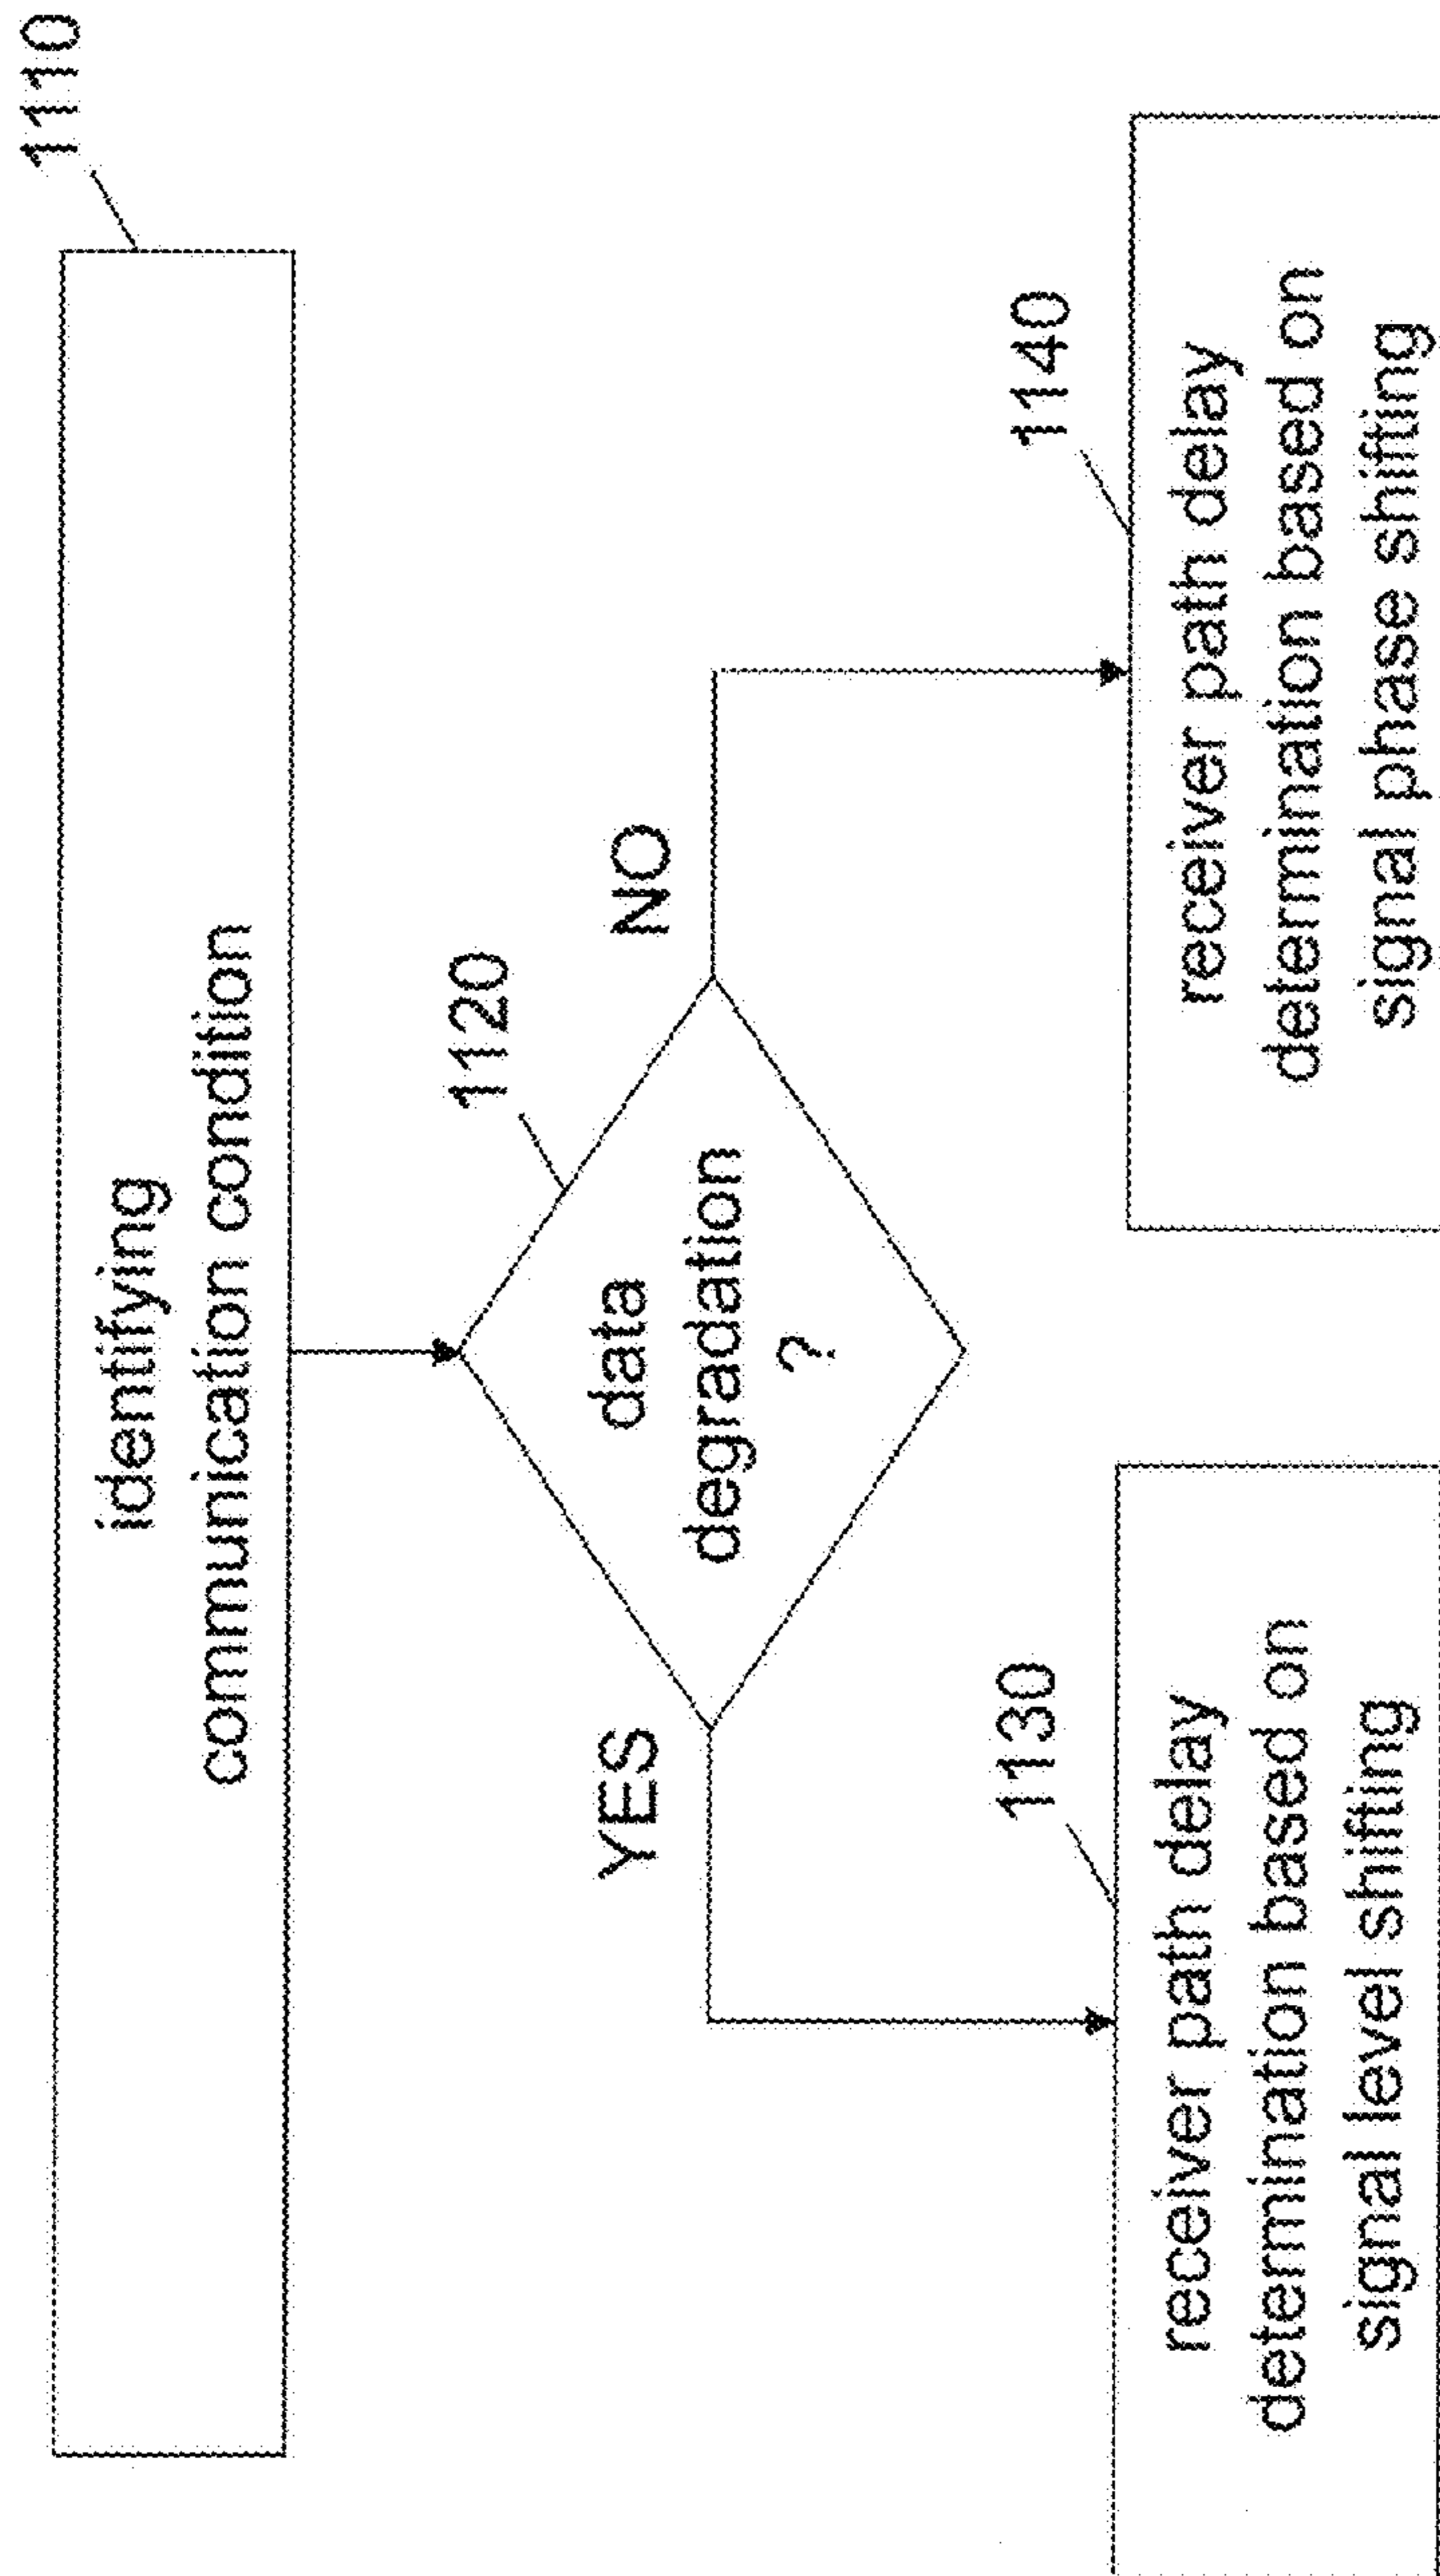 1110
identifying
communication condition
1120
data
degradation
?
YES
NO
1130
receiver path delay
determination based on
signal level shifting
1140
receiver path delay
determination based on
signal phase shifting